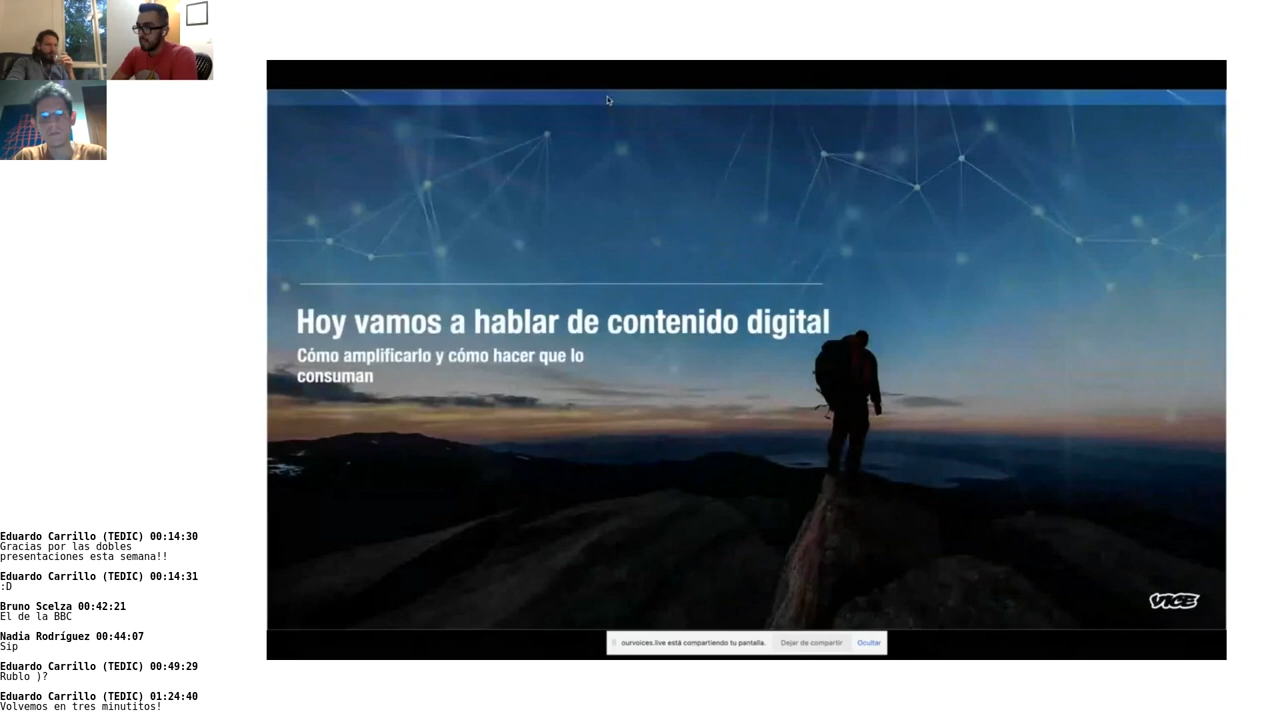 Hoy vamos a hablar de contenido digital
Cómo amplificarlo y cómo hacer que lo
consuman
VICE
ourvoices.live está compartiendo tu pantalla. Dejar de compartir Ocultar
Eduardo Carrillo (TEDIC) 00:14:30
Gracias por las dobles
presentaciones esta semana!!
Eduardo Carrillo (TEDIC) 00:14:31
:D
Bruno Scelza 00:42:21
El de la BBC
Nadia Rodríguez 00:44:07
Sip
Eduardo Carrillo (TEDIC) 00:49:29
Rublo )?
Eduardo Carrillo (TEDIC) 01:24:40
Volvemos en tres minutitos!